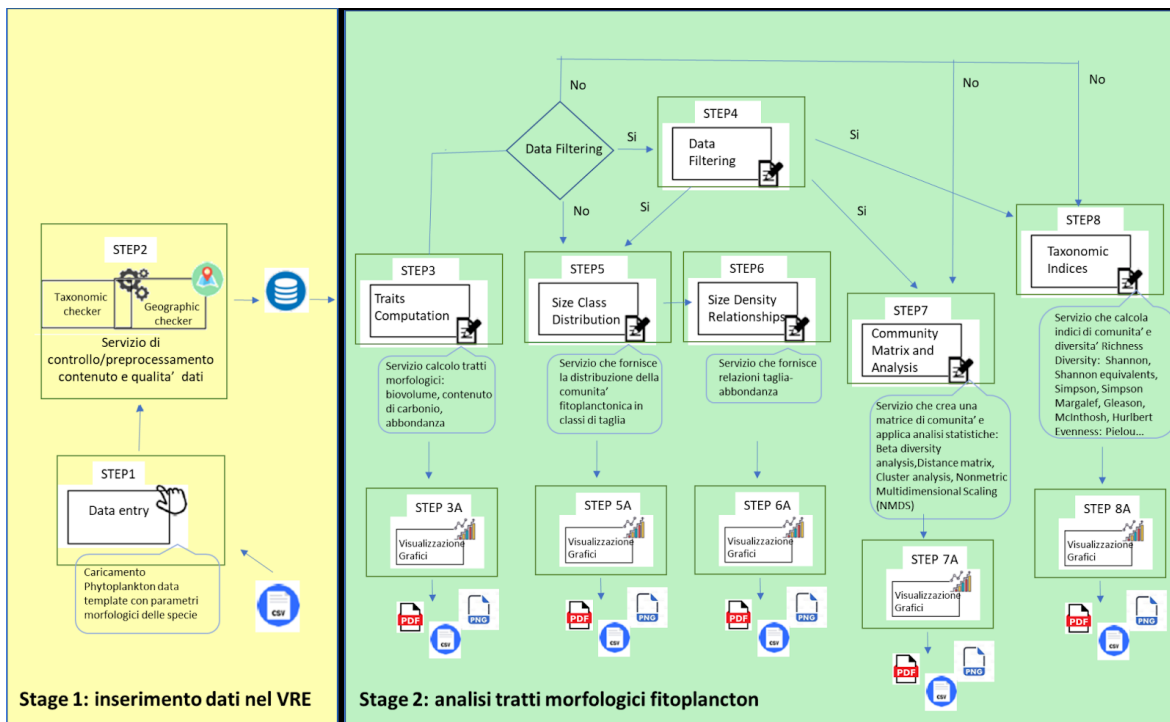 No
No
No
STEP4
Data
Filtering
Data Filtering
Si
Si
No
Si
Si
STEP2
Taxonomic
checker
Geographic
checker
Servizio di
controllo/preprocessamento
contenuto e qualita’ dati
STEP3
Traits
Computation
STEP5
Size Class
Distribution
STEP6
Size Density
Relationships
STEP7
Community
Matrix and
Analysis
STEP8
Taxonomic
Indices
Servizio calcolo tratti
morfologici:
biovolume, contenuto
di carbonio,
abbondanza
Servizio che fornisce
la distribuzione della
comunita’
fitoplanctonica in
classi di taglia
Servizio che fornisce
relazioni taglia-
abbondanza
Servizio che crea una
matrice di comunita’ e
applica analisi statistiche:
Beta diversity
analysis,Distance matrix,
Cluster analysis, Nonmetric
Multidimensional Scaling
(NMDS)
Servizio che calcola
indici di comunita’ e
diversita’ Richness
Diversity: Shannon,
Shannon equivalents,
Simpson, Simpson
Margalef, Gleason,
McInthosh, Hurlbert
Evenness: Pielou...
STEP1
Data entry
Caricamento
Phytoplankton data
template con parametri
morfologici delle specie
CSV
STEP 3A
Visualizzazione
Grafici
PDF
CSV
PNG
STEP 5A
Visualizzazione
Grafici
PDF
CSV
PNG
STEP 6A
Visualizzazione
Grafici
PDF
CSV
PNG
STEP 7A
Visualizzazione
Grafici
PDF
CSV
PNG
STEP 8A
Visualizzazione
Grafici
PDF
CSV
PNG
Stage 1: inserimento dati nel VRE
Stage 2: analisi tratti morfologici fitoplancton